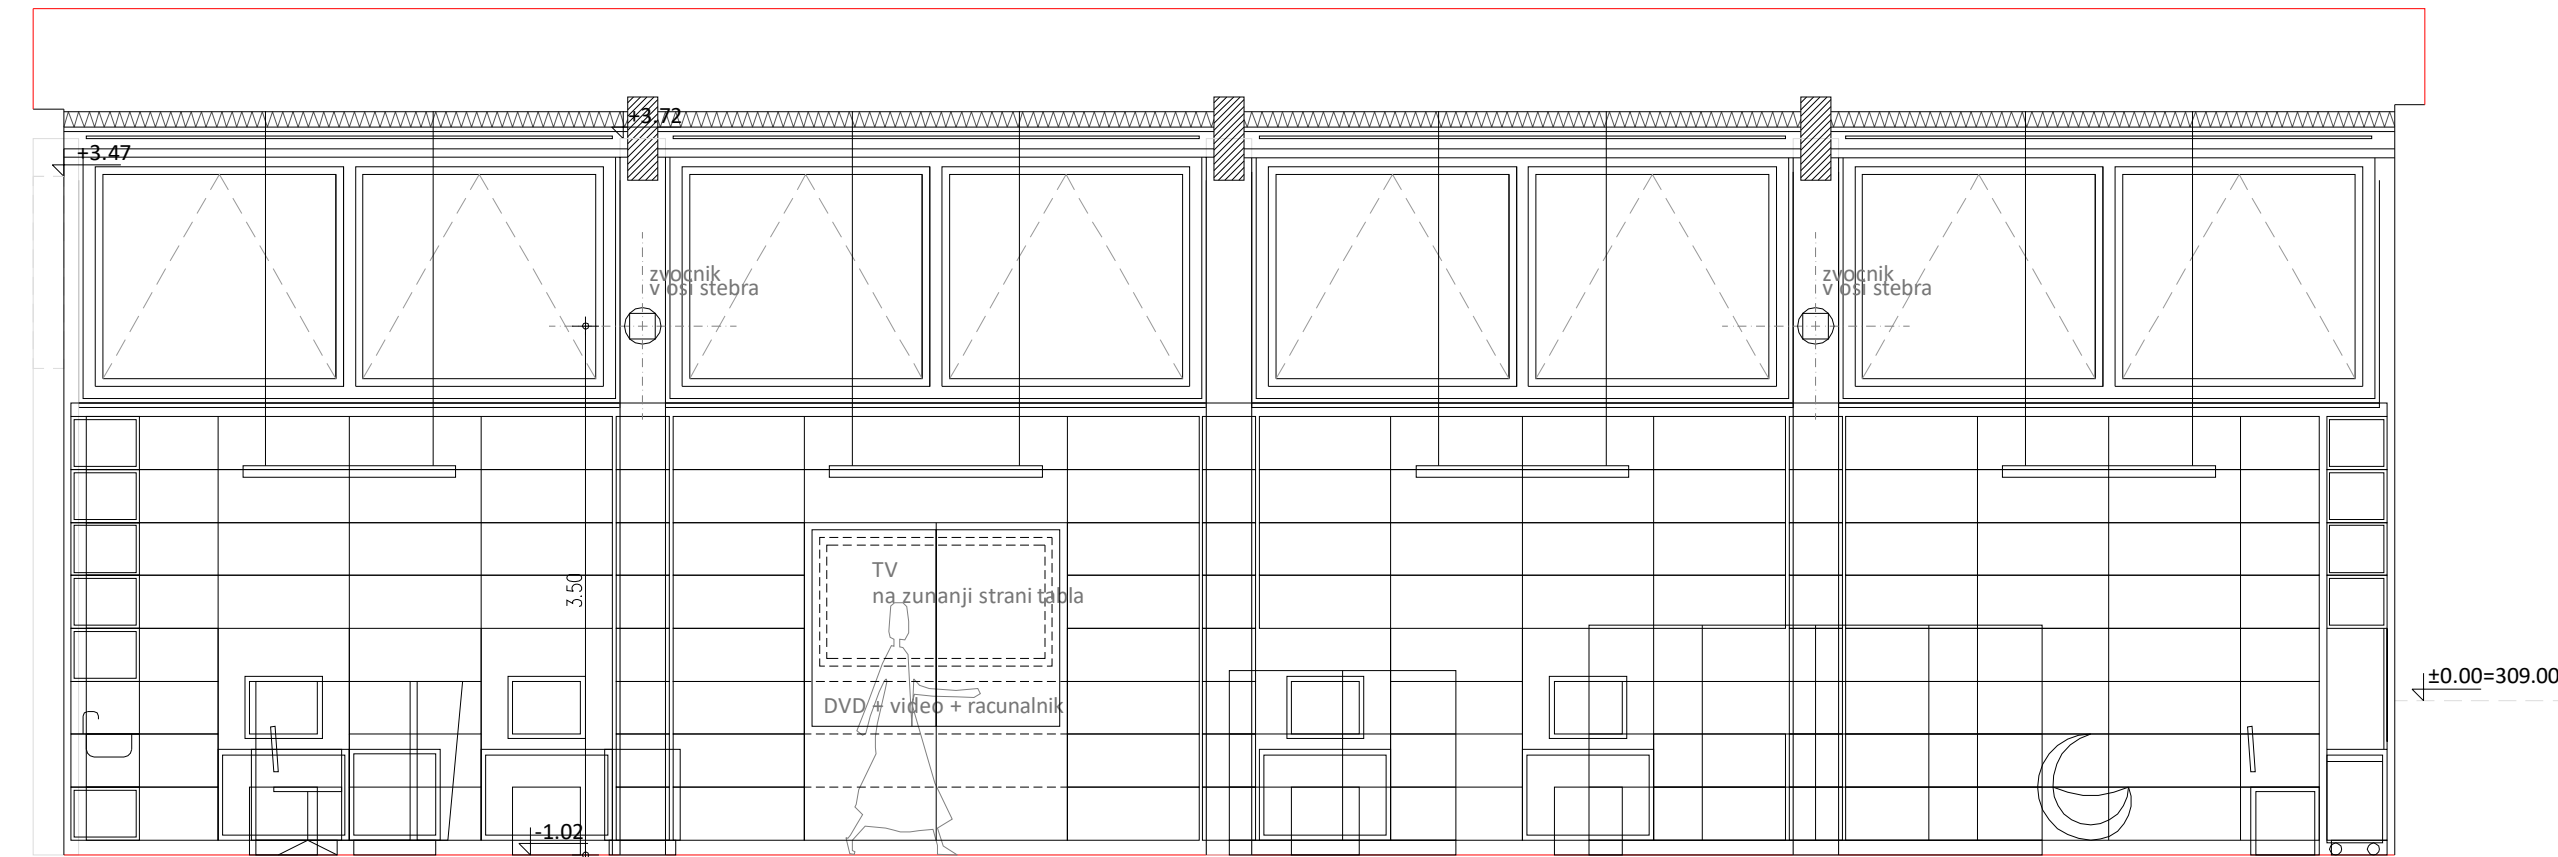 +3.72
+3.47
zvocnik
v osi stebra
zvocnik
v osi stebra
3.50
TV
na zunanji strani tabla
DVD + video + racunalnik
±0.00=309.00
-1.02